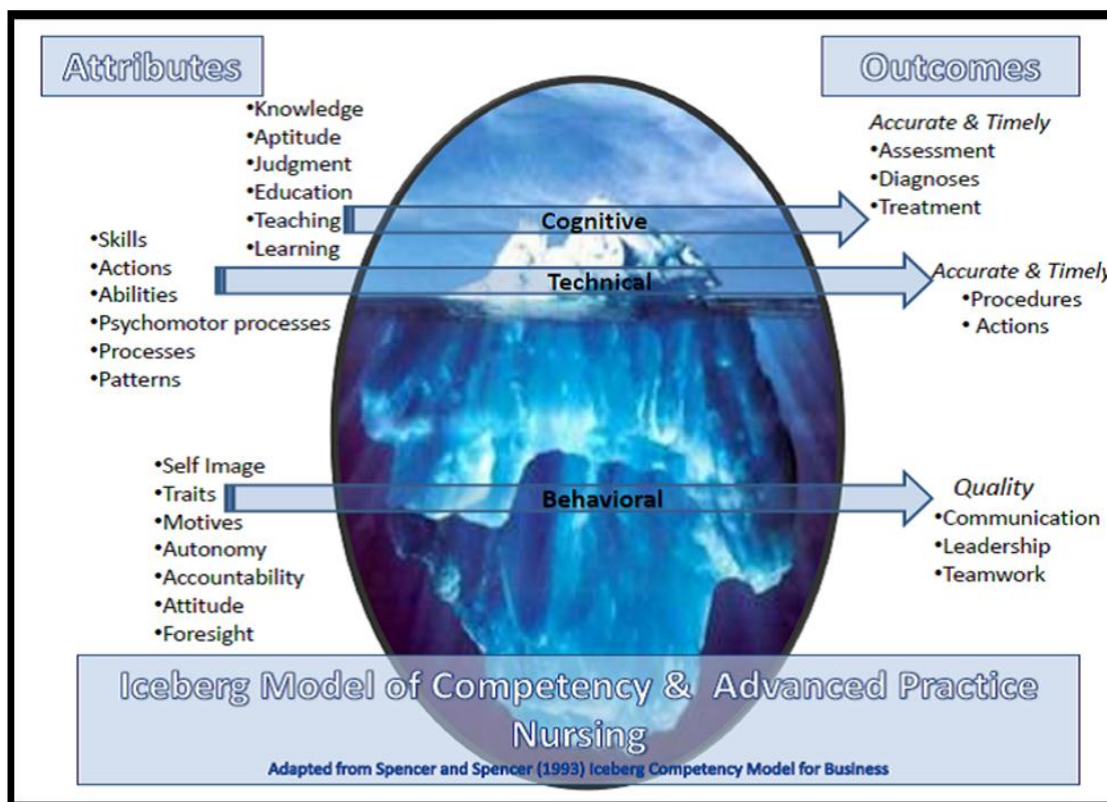 Attributes
Outcomes
•Knowledge
•Aptitude
•Judgment
•Education
•Teaching
•Learning
Cognitive
Accurate & Timely
•Assessment
•Diagnoses
•Treatment
•Skills
•Actions
•Abilities
•Psychomotor processes
•Processes
•Patterns
Technical
Accurate & Timely
•Procedures
• Actions
•Self Image
•Traits
•Motives
•Autonomy
•Accountability
•Attitude
•Foresight
Behavioral
Quality
•Communication
•Leadership
•Teamwork
Iceberg Model of Competency & Advanced Practice
Nursing
Adapted from Spencer and Spencer (1993) Iceberg Competency Model for Business